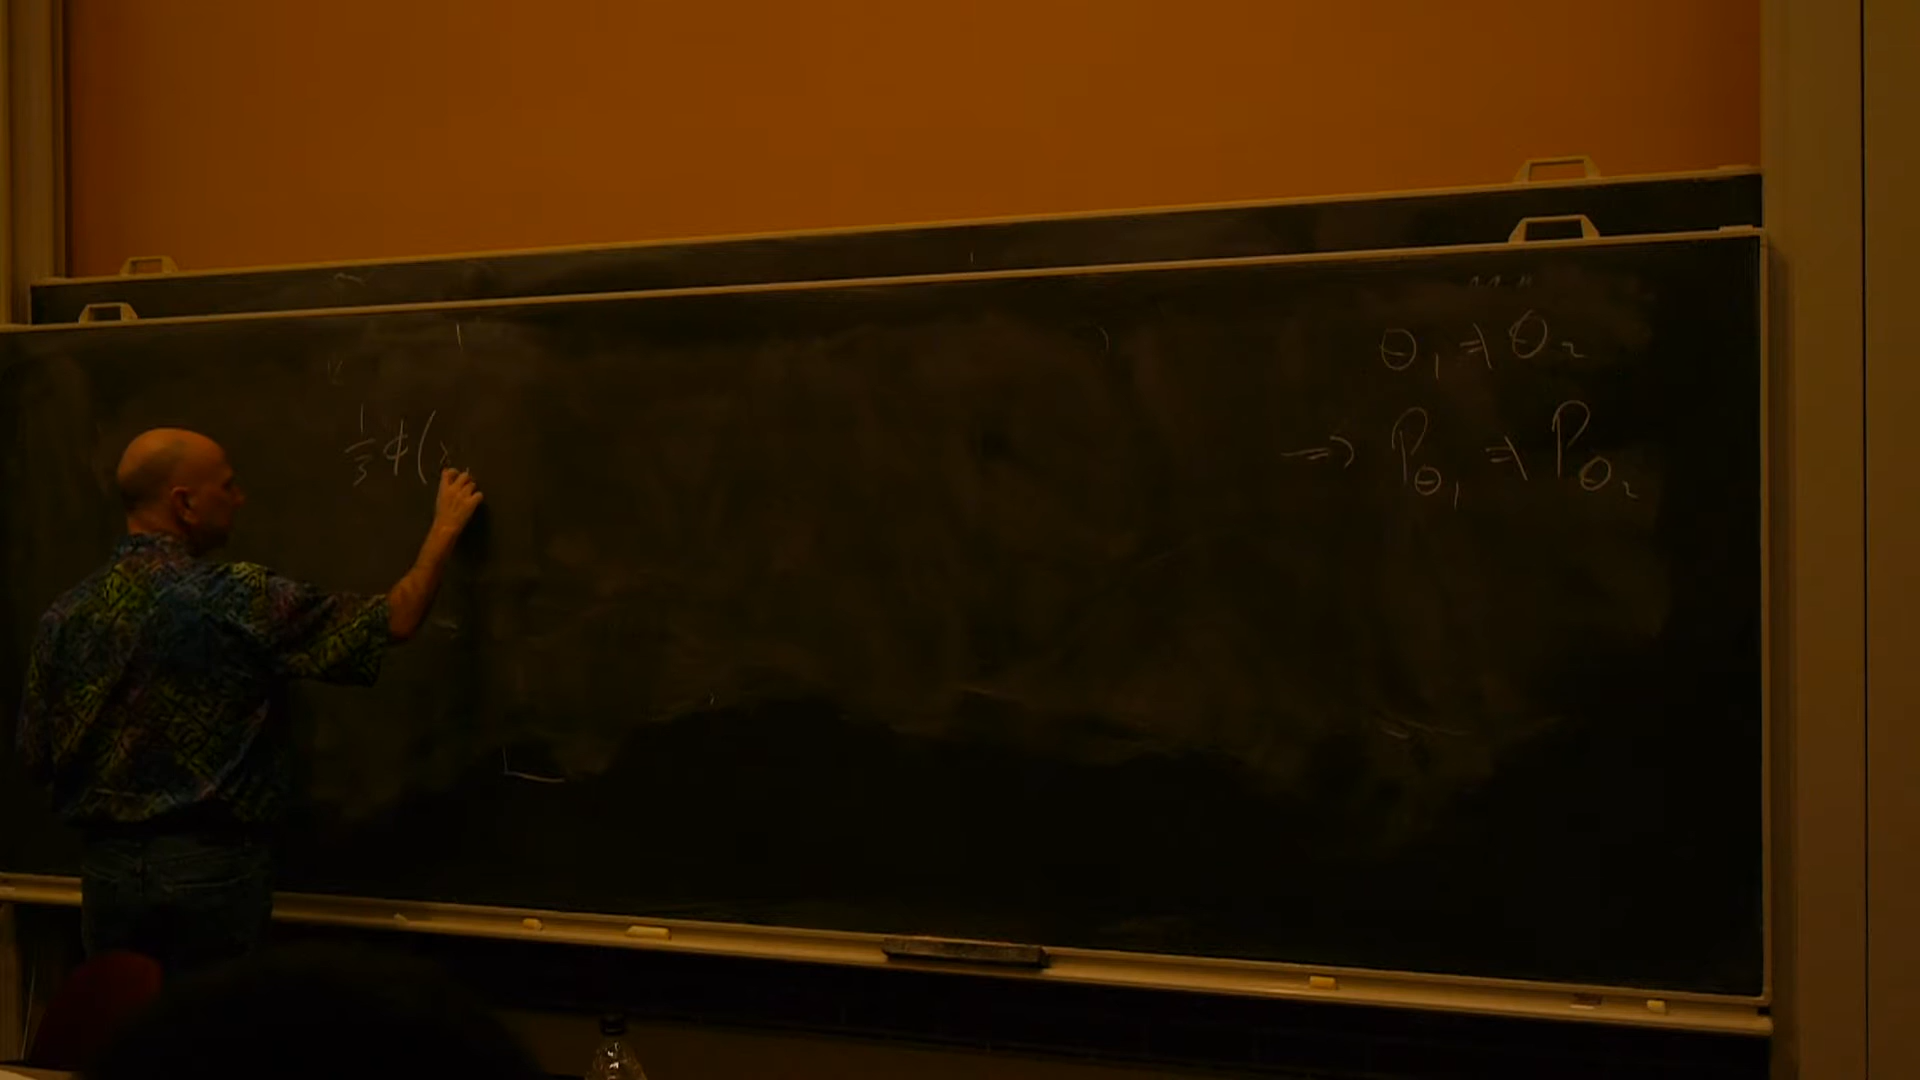 θ₁ ≠ θ₂
⇒ P_θ₁ ≠ P_θ₂
1/3 ϕ(x